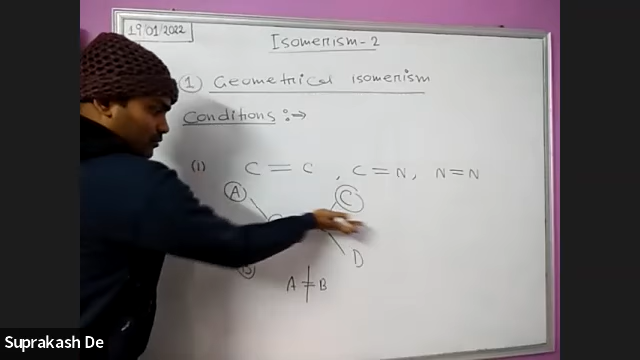 19/01/2022
Isomerism-2
① Geometrical isomerism
Conditions :→
(1) C = C , C = N, N = N
A C
B D
A ≠ B
Suprakash De